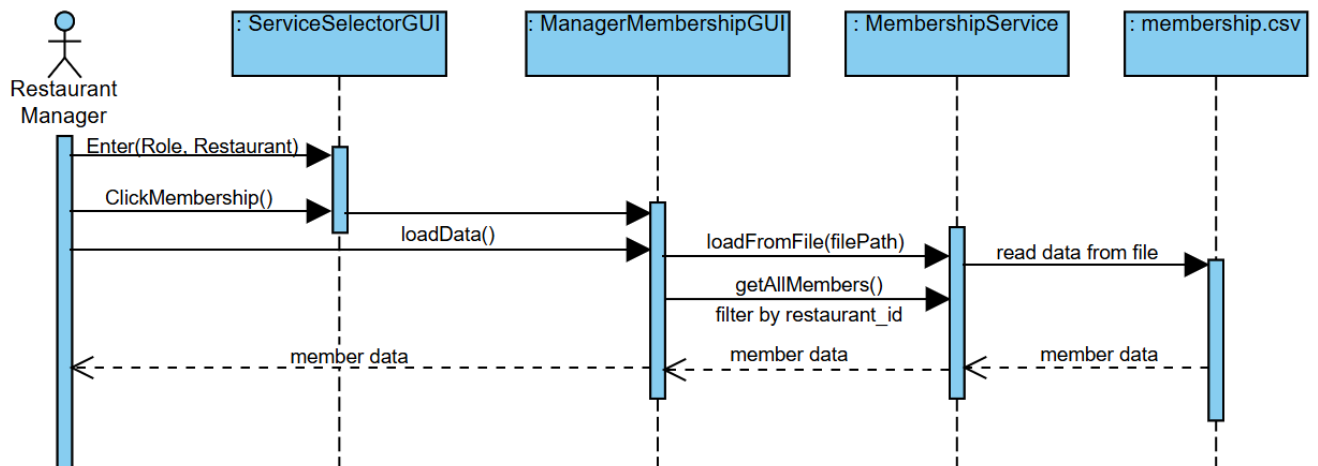 : ServiceSelectorGUI
: ManagerMembershipGUI
: MembershipService
: membership.csv
Restaurant
Manager
Enter(Role, Restaurant)
ClickMembership()
loadData()
loadFromFile(filePath)
read data from file
getAllMembers()
filter by restaurant_id
member data
member data
member data